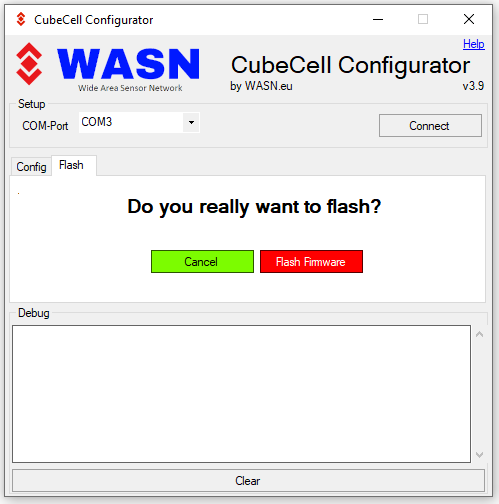 CubeCell Configurator
Help
WASN
Wide Area Sensor Network
CubeCell Configurator
by WASN.eu
v3.9
Setup
COM-Port
COM3
Connect
Config
Flash
Do you really want to flash?
Cancel
Flash Firmware
Debug
Clear